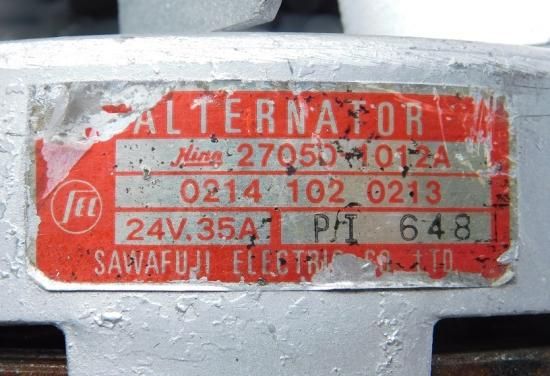 ALTERNATOR
Hino 27050-1012A
0214 102 0213
24V.35A PI 648
SAWAFUJI ELECTRIC CO. LTD.